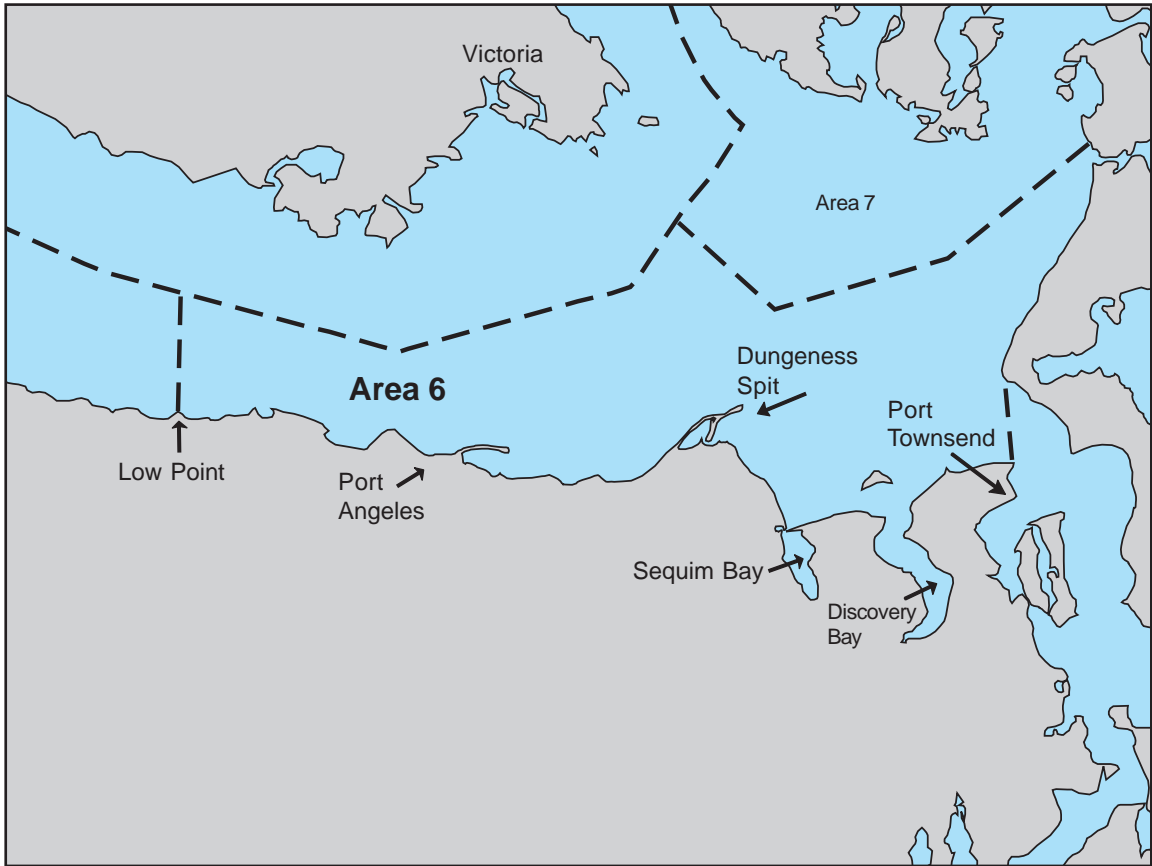 Victoria
Area 7
Area 6
Dungeness
Spit
Port
Townsend
Low Point
Port
Angeles
Sequim Bay
Discovery
Bay